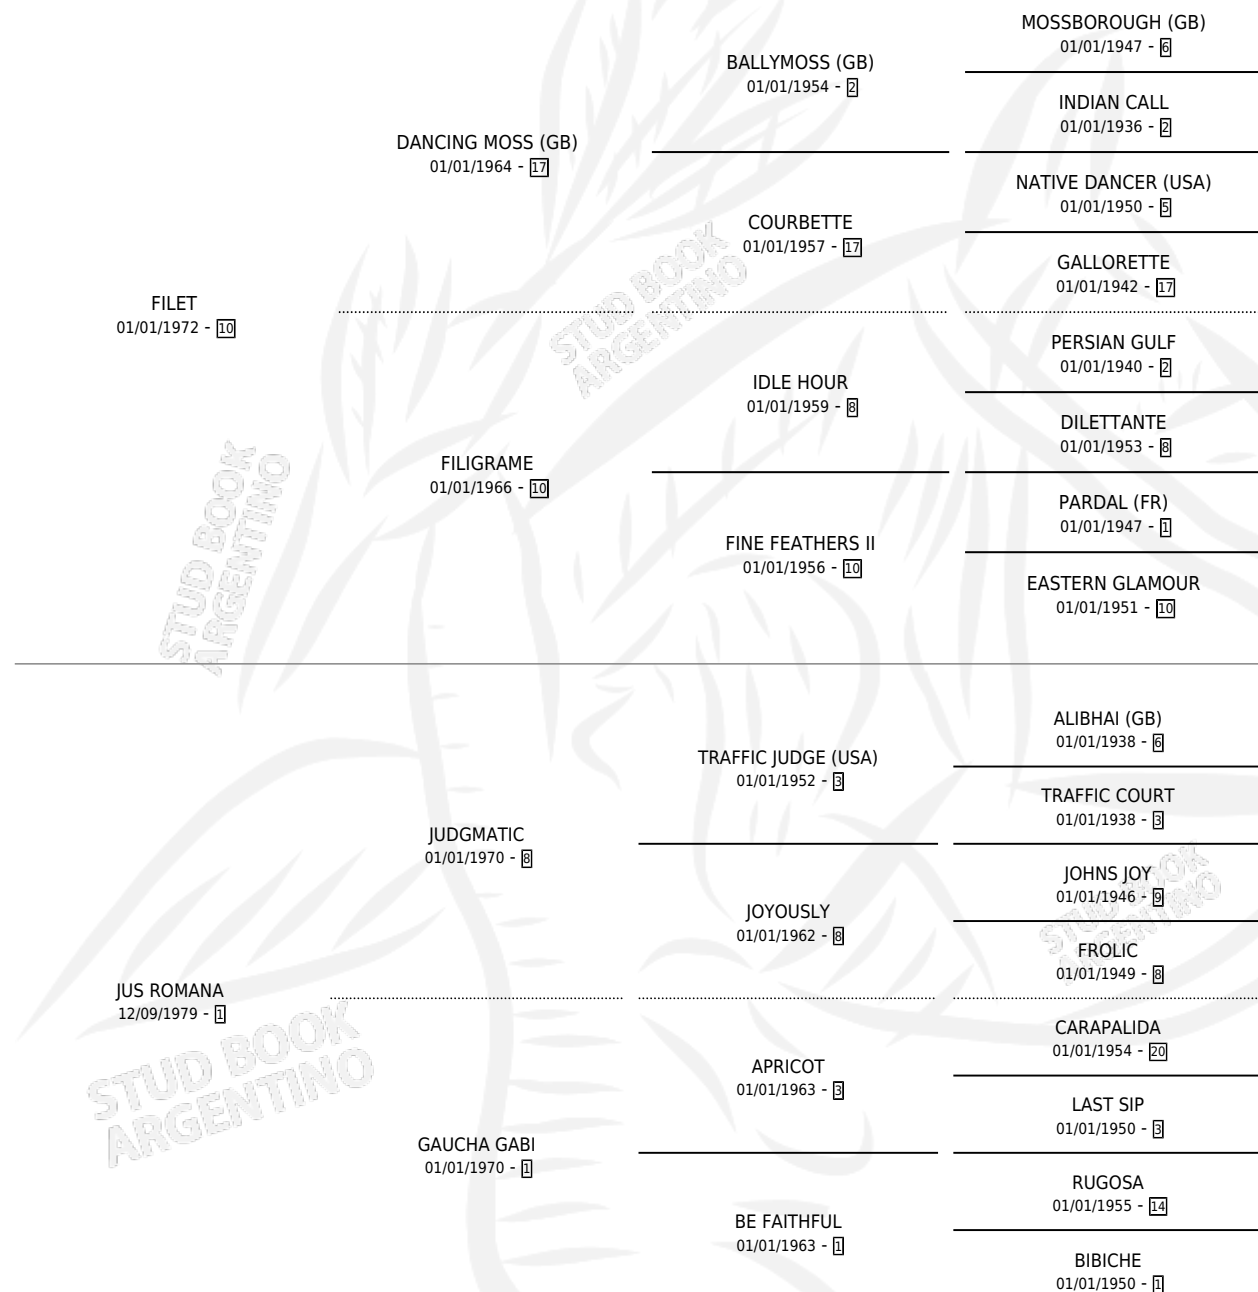 MOSSBOROUGH (GB)
01/01/1947 - 6
BALLYMOSS (GB)
01/01/1954 - 2
INDIAN CALL
01/01/1936 - 2
DANCING MOSS (GB)
01/01/1964 - 17
NATIVE DANCER (USA)
01/01/1950 - 5
COURBETTE
01/01/1957 - 17
GALLORETTE
01/01/1942 - 17
FILET
01/01/1972 - 10
PERSIAN GULF
01/01/1940 - 2
IDLE HOUR
01/01/1959 - 8
DILETTANTE
01/01/1953 - 8
FILIGRAME
01/01/1966 - 10
PARDAL (FR)
01/01/1947 - 1
FINE FEATHERS II
01/01/1956 - 10
EASTERN GLAMOUR
01/01/1951 - 10
STUD BOOK
ARGENTINO
STUD BOOK
ARGENTINO
ALIBHAI (GB)
01/01/1938 - 6
TRAFFIC JUDGE (USA)
01/01/1952 - 3
TRAFFIC COURT
01/01/1938 - 3
JUDGMATIC
01/01/1970 - 8
JOHNS JOY
01/01/1946 - 9
JOYOUSLY
01/01/1962 - 8
FROLIC
01/01/1949 - 8
STUD BOOK
ARGENTINO
JUS ROMANA
12/09/1979 - 1
CARAPALIDA
01/01/1954 - 20
APRICOT
01/01/1963 - 3
LAST SIP
01/01/1950 - 3
GAUCHA GABI
01/01/1970 - 1
RUGOSA
01/01/1955 - 14
BE FAITHFUL
01/01/1963 - 1
BIBICHE
01/01/1950 - 1
STUD BOOK
ARGENTINO